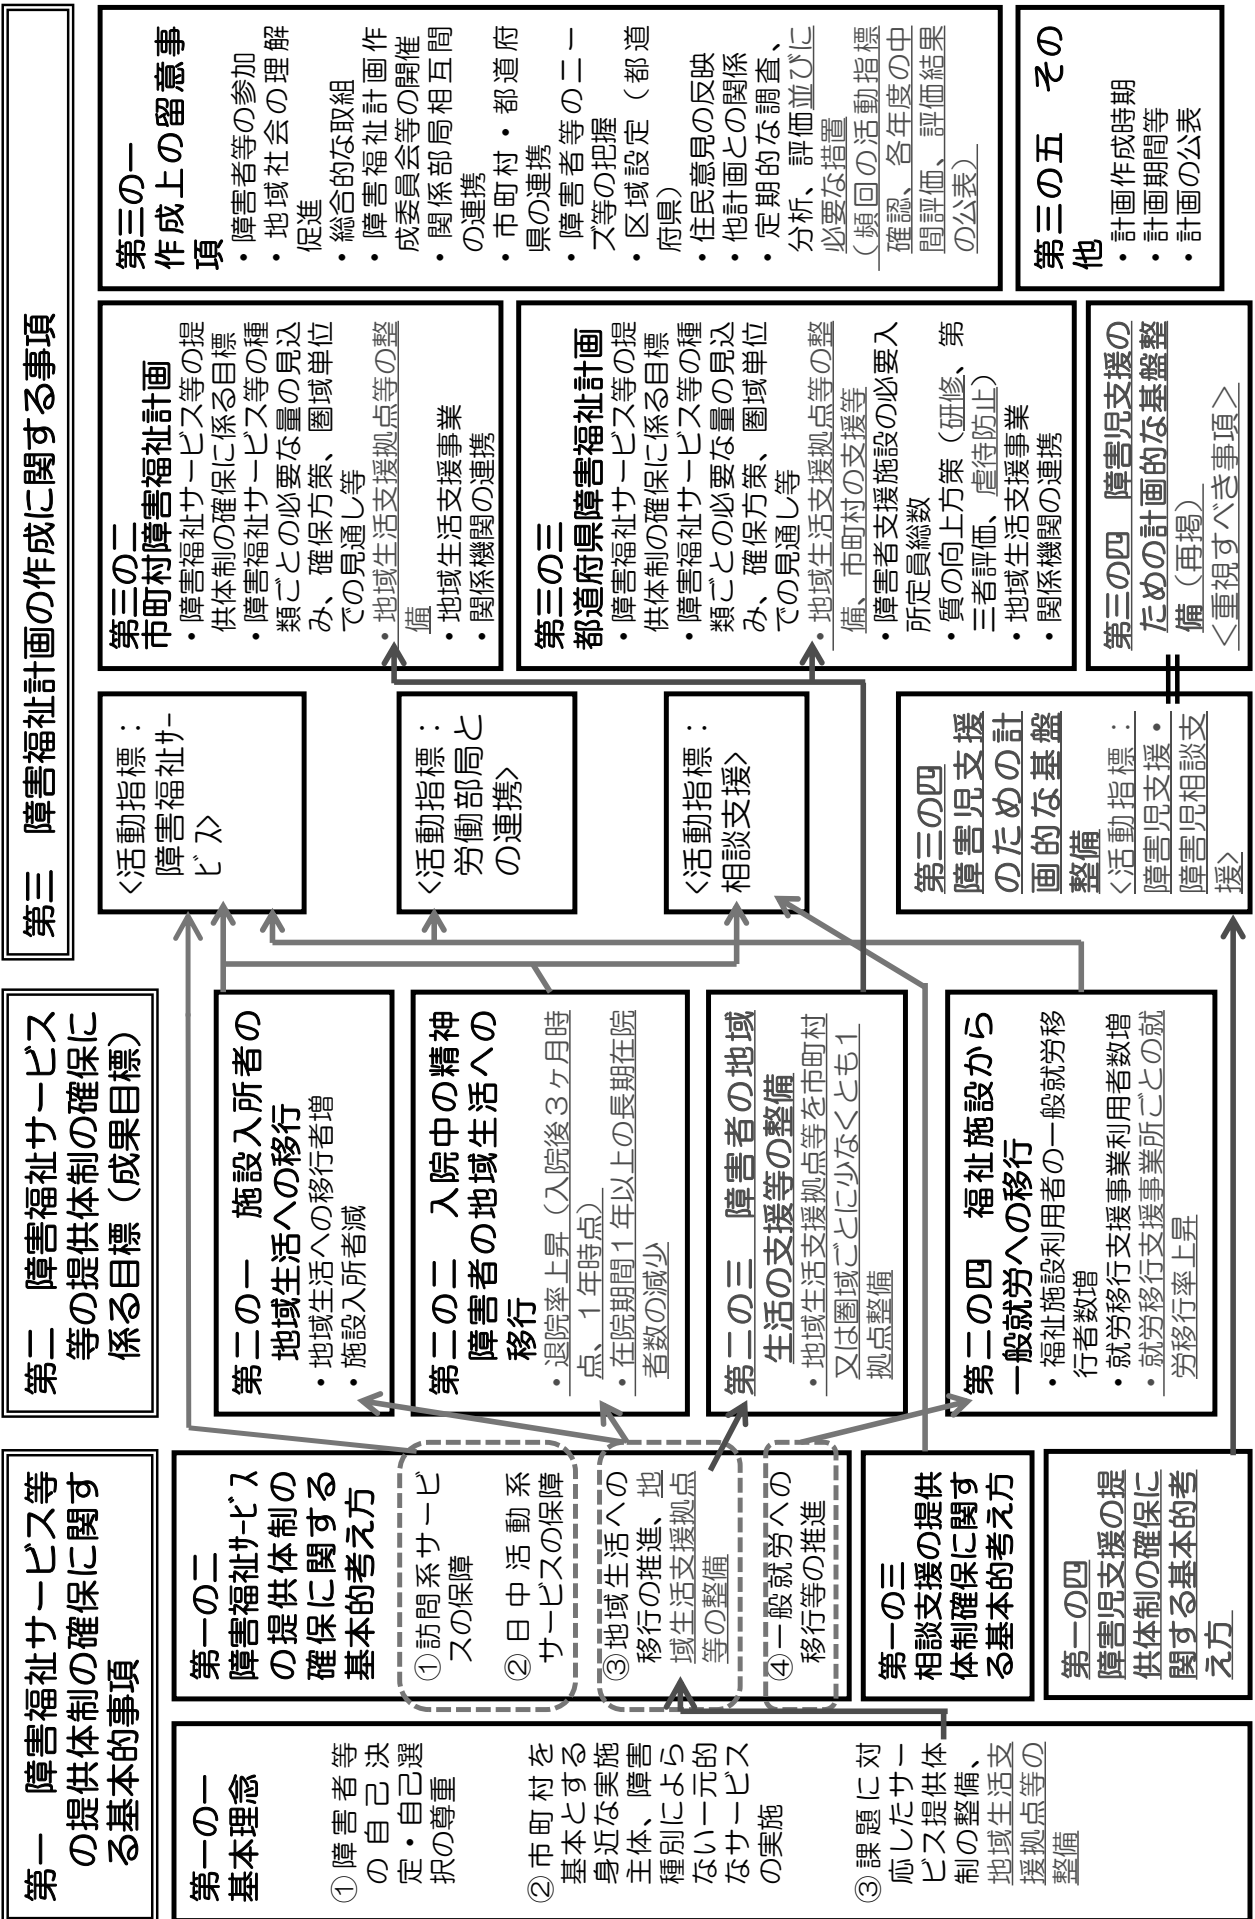 第一　障害福祉サービス等
の提供体制の確保に関す
る基本的事項
第一の一
基本理念
①障害者等
の自己決
定・自己選
択の尊重
②市町村を
基本とする
身近な実施
主体、障害
種別によら
ない一元的
なサービス
の実施
③課題に対
応したサー
ビス提供体
制の整備、
地域生活支
援拠点等の
整備
第一の二
障害福祉サービス
の提供体制の
確保に関する
基本的考え方
①訪問系サービ
スの保障
②日中活動系
サービスの保障
③地域生活への
移行の推進、地
域生活支援拠点
等の整備
④一般就労への
移行等の推進
第一の三
相談支援の提供
体制確保に関す
る基本的考え方
第一の四
障害児支援の提
供体制の確保に
関する基本的考
え方
第二　障害福祉サービス
等の提供体制の確保に
係る目標（成果目標）
第二の一　施設入所者の
地域生活への移行
・地域生活への移行者増
・施設入所者減
第二の二　入院中の精神
障害者の地域生活への
移行
・退院率上昇（入院後３ヶ月時
点、１年時点）
・在院期間１年以上の長期在院
者数の減少
第二の三　障害者の地域
生活の支援等の整備
・地域生活支援拠点等を市町村
又は圏域ごとに少なくとも１
拠点整備
第二の四　福祉施設から
一般就労への移行
・福祉施設利用者の一般就労移
行者数増
・就労移行支援事業利用者数増
・就労移行支援事業所ごとの就
労移行率上昇
第三　障害福祉計画の作成に関する事項
<活動指標：
障害福祉サー
ビス>
<活動指標：
労働部局と
の連携>
<活動指標：
相談支援>
第三の四
障害児支援
のための計
画的な基盤
整備
<活動指標：
障害児支援・
障害児相談支
援>
第三の二
市町村障害福祉計画
・障害福祉サービス等の提
供体制の確保に係る目標
・障害福祉サービス等の種
類ごとの必要な量の見込
み、確保方策、圏域単位
での見通し等
・地域生活支援拠点等の整
備
・地域生活支援事業
・関係機関の連携
第三の三
都道府県障害福祉計画
・障害福祉サービス等の提
供体制の確保に係る目標
・障害福祉サービス等の種
類ごとの必要な量の見込
み、確保方策、圏域単位
での見通し等
・地域生活支援拠点等の整
備、市町村の支援等
・障害者支援施設の必要入
所定員総数
・質の向上方策（研修、第
三者評価、虐待防止）
・地域生活支援事業
・関係機関の連携
第三の四　障害児支援の
ための計画的な基盤整
備（再掲）
＜重視すべき事項＞
第三の一
作成上の留意事
項
・障害者等の参加
・地域社会の理解
促進
・総合的な取組
・障害福祉計画作
成委員会等の開催
・関係部局相互間
の連携
・市町村・都道府
県の連携
・障害者等のニー
ズ等の把握
・区域設定（都道
府県）
・住民意見の反映
・他計画との関係
・定期的な調査、
分析、評価並びに
必要な措置
（頻回の活動指標
確認、各年度の中
間評価、評価結果
の公表）
第三の五　その
他
・計画作成時期
・計画期間等
・計画の公表